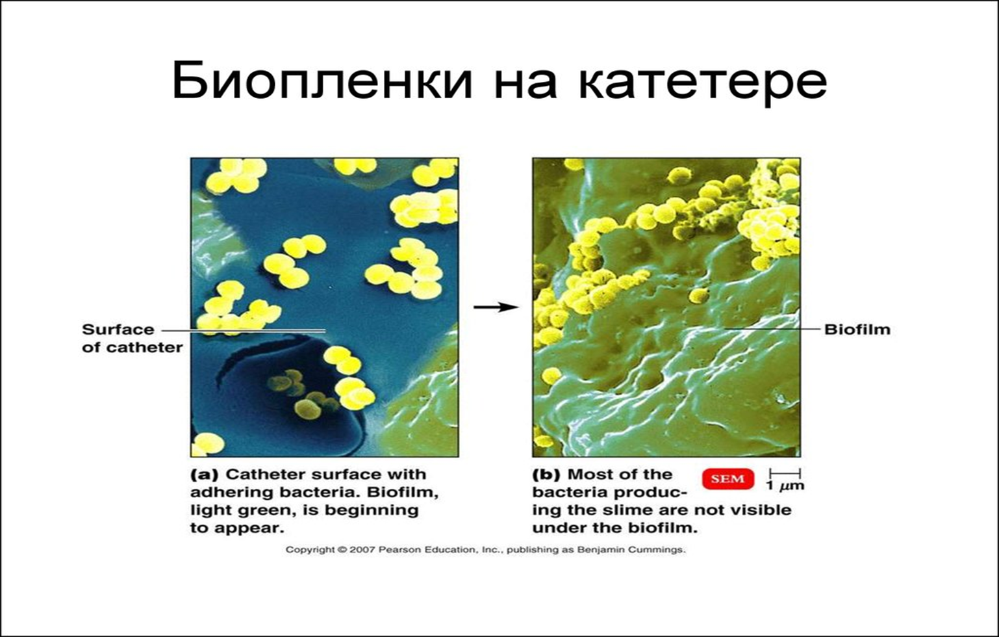 Биопленки на катетере
Surface
of catheter
Biofilm
(a) Catheter surface with
adhering bacteria. Biofilm,
light green, is beginning
to appear.
(b) Most of the
bacteria produc-
ing the slime are not visible
under the biofilm.
SEM
1 μm
Copyright © 2007 Pearson Education, Inc., publishing as Benjamin Cummings.